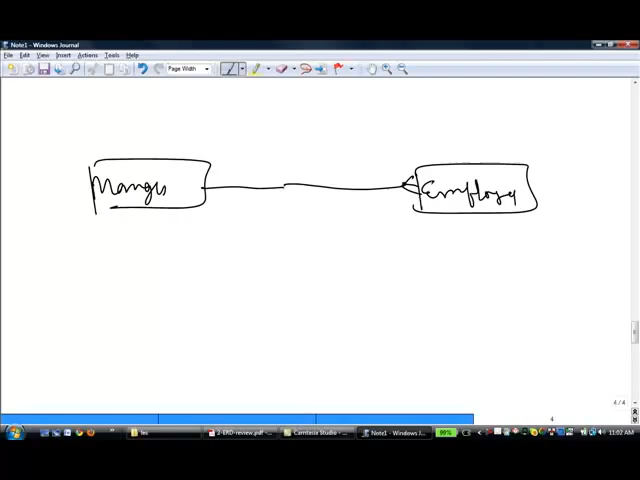 Note1 - Windows Journal
File Edit View Insert Actions Tools Help
Page Width
Manager Employee
4 / 4
4
lec 2-ERD-review.pdf - Camtasia Studio - Note1 - Windows J... 99% 11:02 AM